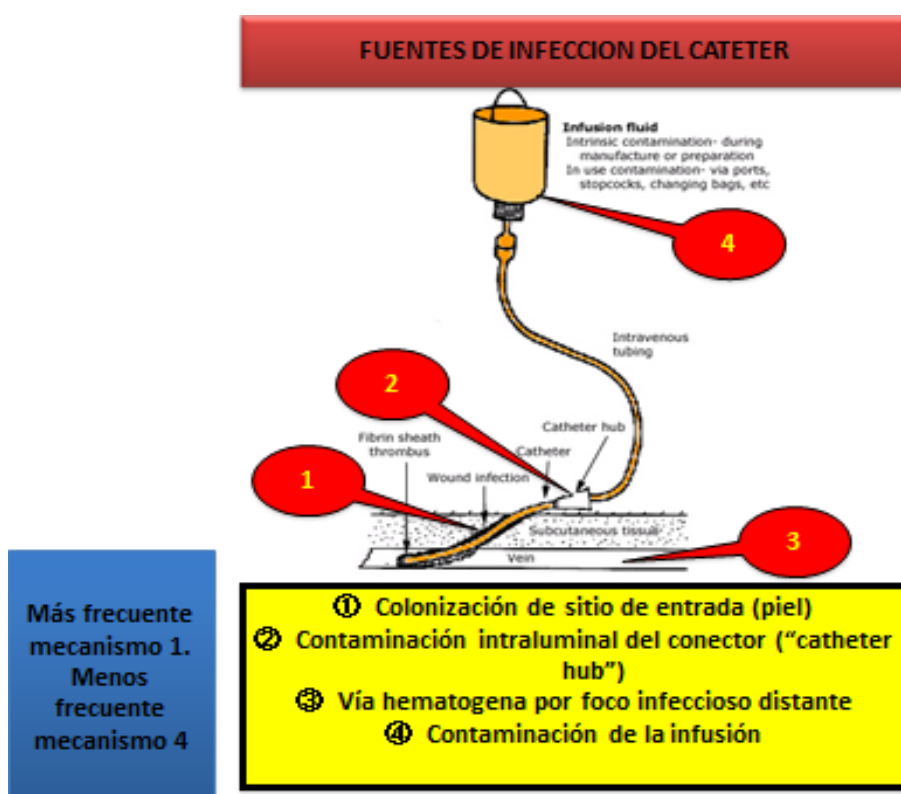 FUENTES DE INFECCION DEL CATETER
Infusion fluid
Intrinsic contamination- during
manufacture or preparation
In use contamination- via ports,
stopcocks, changing bags, etc
4
Intravenous
tubing
2
Catheter hub
Fibrin sheath
thrombus
Catheter
Wound infection
1
Subcutaneous tissue
3
Vein
Más frecuente
mecanismo 1.
Menos
frecuente
mecanismo 4
① Colonización de sitio de entrada (piel)
② Contaminación intraluminal del conector (“catheter
hub”)
③ Vía hematogena por foco infeccioso distante
④ Contaminación de la infusión